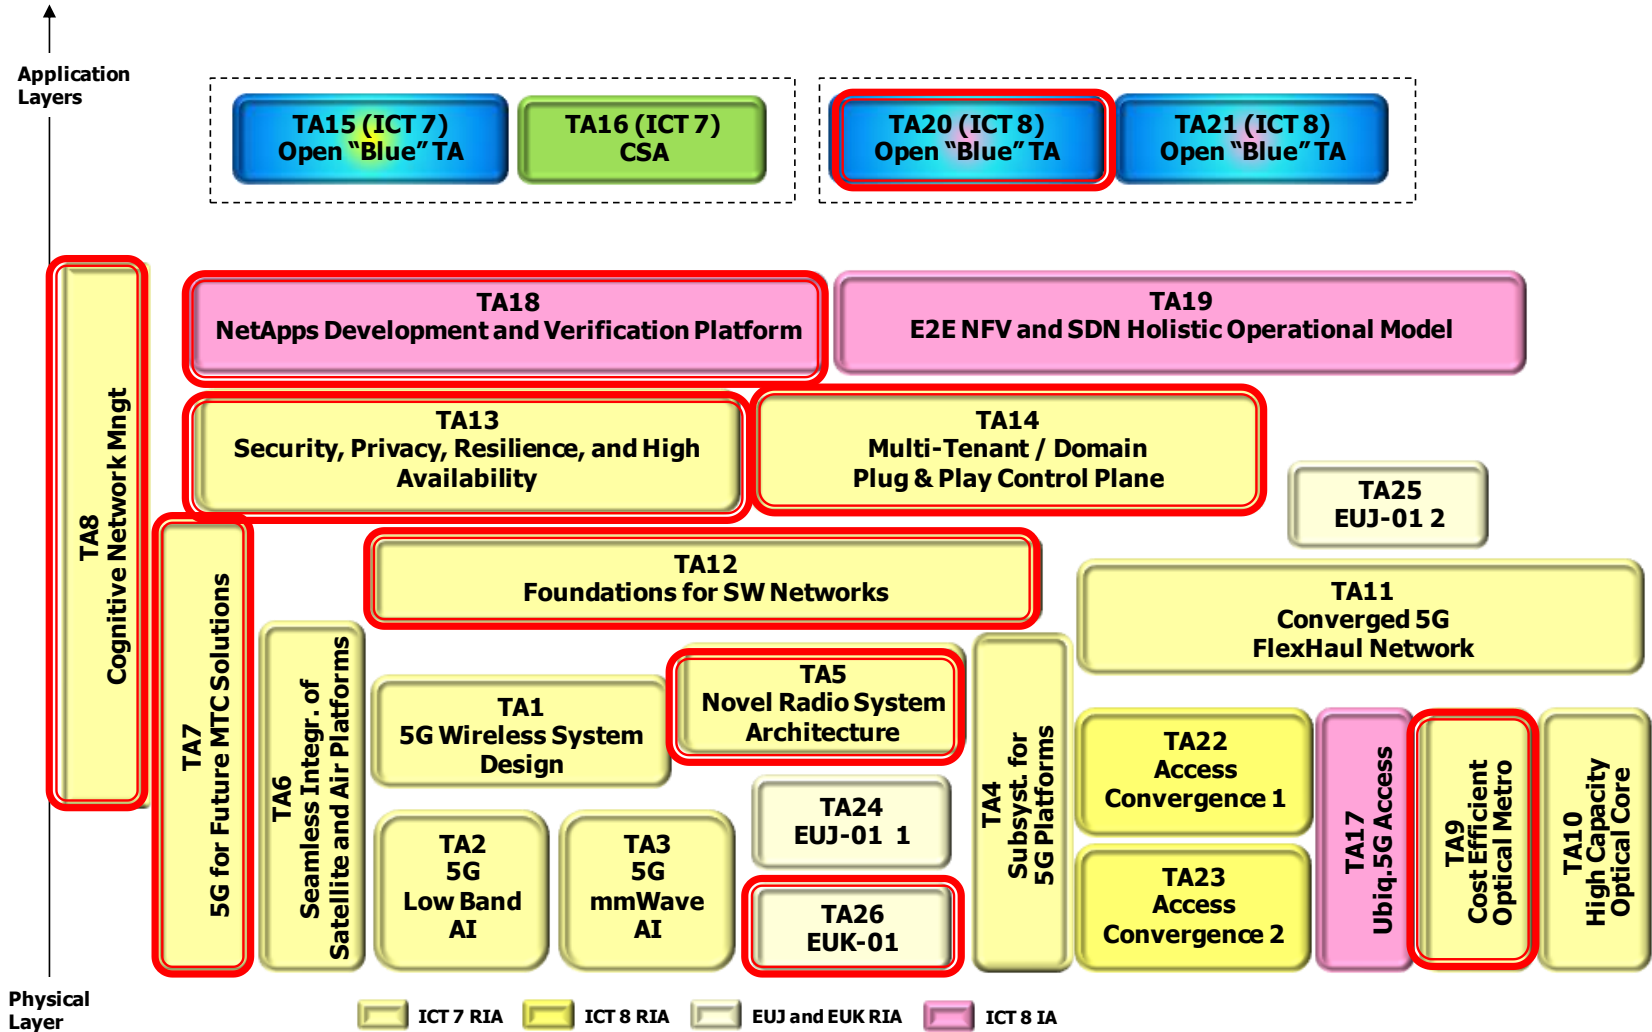 Application
Layers
TA15 (ICT 7)
Open “Blue” TA
TA16 (ICT 7)
CSA
TA20 (ICT 8)
Open “Blue” TA
TA21 (ICT 8)
Open “Blue” TA
TA8
Cognitive Network Mngt
TA18
NetApps Development and Verification Platform
TA19
E2E NFV and SDN Holistic Operational Model
TA13
Security, Privacy, Resilience, and High
Availability
TA14
Multi-Tenant / Domain
Plug & Play Control Plane
TA25
EUJ-01 2
TA7
5G for Future MTC Solutions
TA12
Foundations for SW Networks
TA11
Converged 5G
FlexHaul Network
TA6
Seamless Integr. of
Satellite and Air Platforms
TA1
5G Wireless System
Design
TA5
Novel Radio System
Architecture
TA4
Subsyst. for
5G Platforms
TA22
Access
Convergence 1
TA17
Ubiq.5G Access
TA9
Cost Efficient
Optical Metro
TA10
High Capacity
Optical Core
TA2
5G
Low Band
AI
TA3
5G
mmWave
AI
TA24
EUJ-01 1
TA26
EUK-01
TA23
Access
Convergence 2
Physical
Layer
ICT 7 RIA
ICT 8 RIA
EUJ and EUK RIA
ICT 8 IA